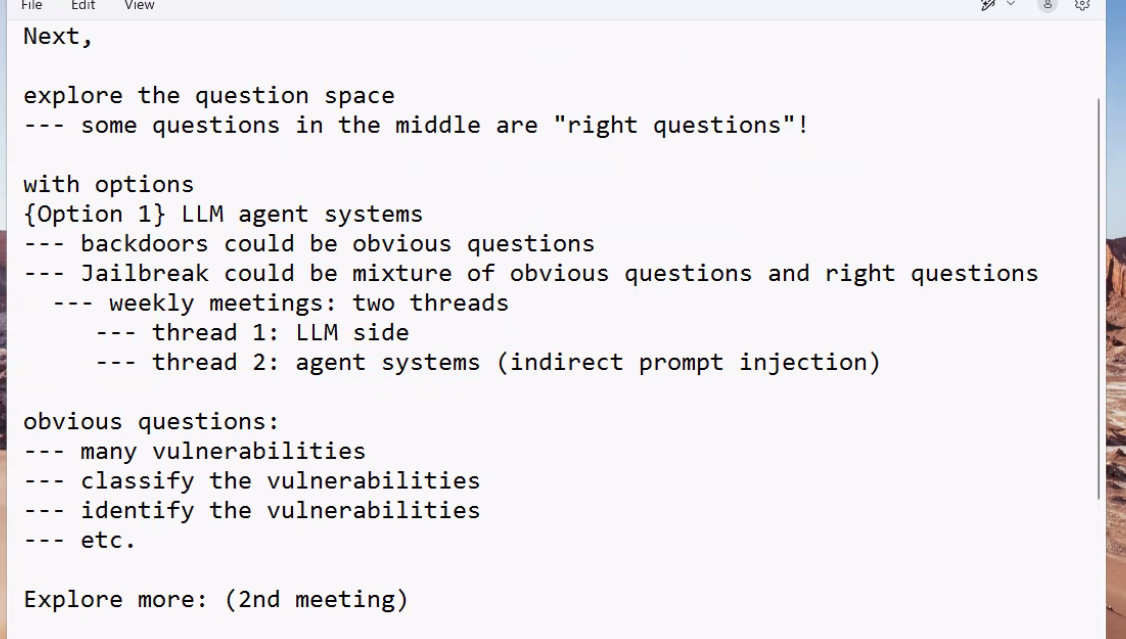 File Edit View
Next,
explore the question space
--- some questions in the middle are "right questions"!
with options
{Option 1} LLM agent systems
--- backdoors could be obvious questions
--- Jailbreak could be mixture of obvious questions and right questions
--- weekly meetings: two threads
--- thread 1: LLM side
--- thread 2: agent systems (indirect prompt injection)
obvious questions:
--- many vulnerabilities
--- classify the vulnerabilities
--- identify the vulnerabilities
--- etc.
Explore more: (2nd meeting)